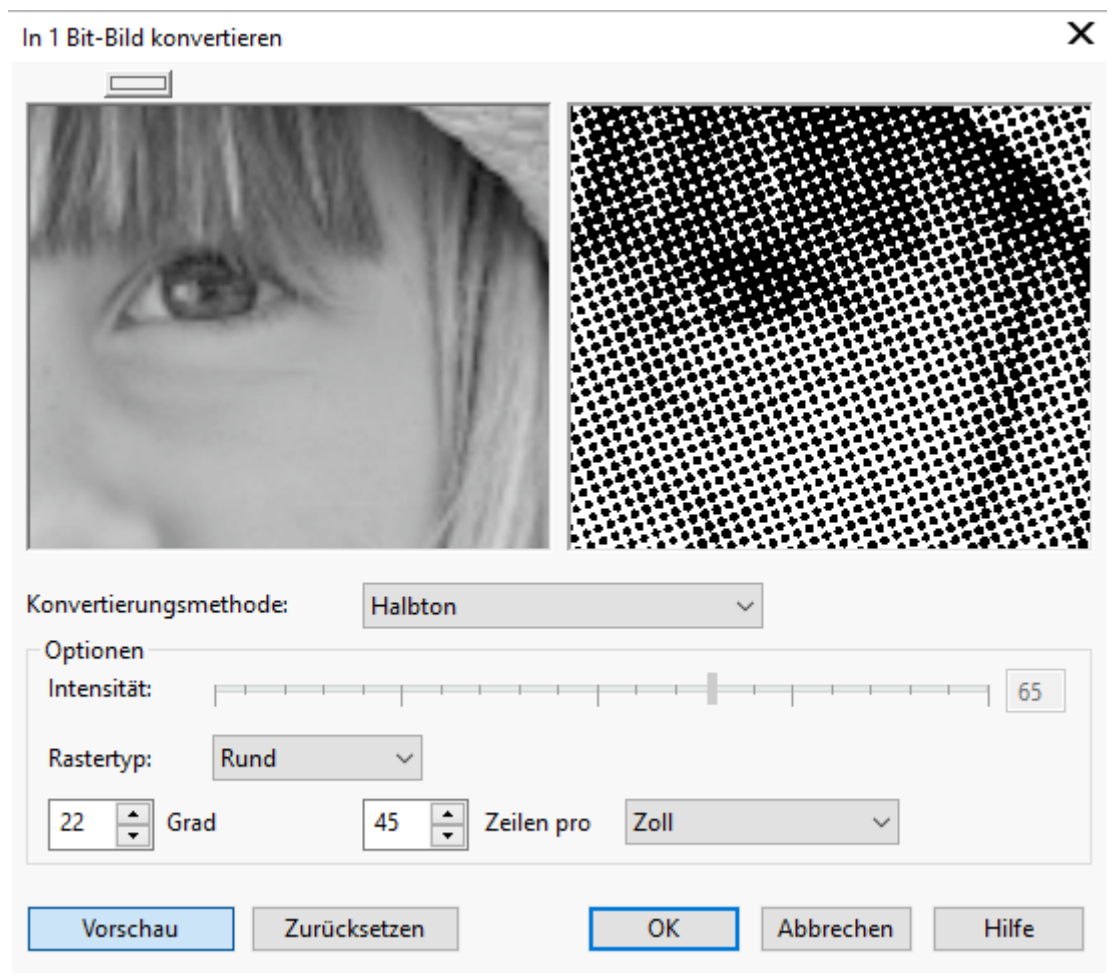 In 1 Bit-Bild konvertieren
Konvertierungsmethode: Halbton
Optionen
Intensität: 65
Rastertyp: Rund
22 Grad 45 Zeilen pro Zoll
Vorschau Zurücksetzen OK Abbrechen Hilfe